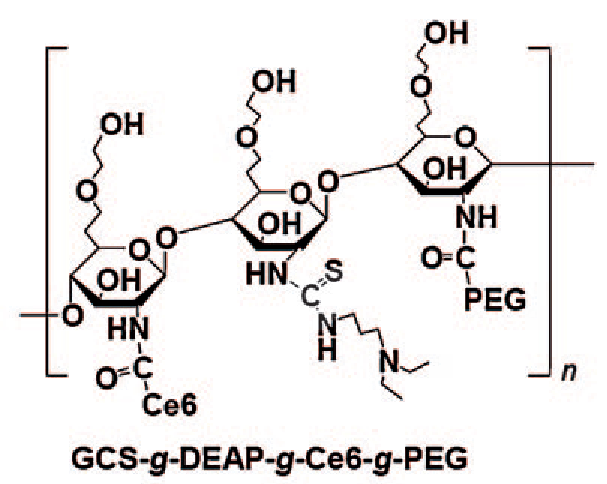 OH
OH
O
OH
O
O
OH
O
O
O
OH
NH
O
O
OH
HN
S
O=C
C
PEG
O
HN
N
H
N
n
O=C
Ce6
GCS-g-DEAP-g-Ce6-g-PEG